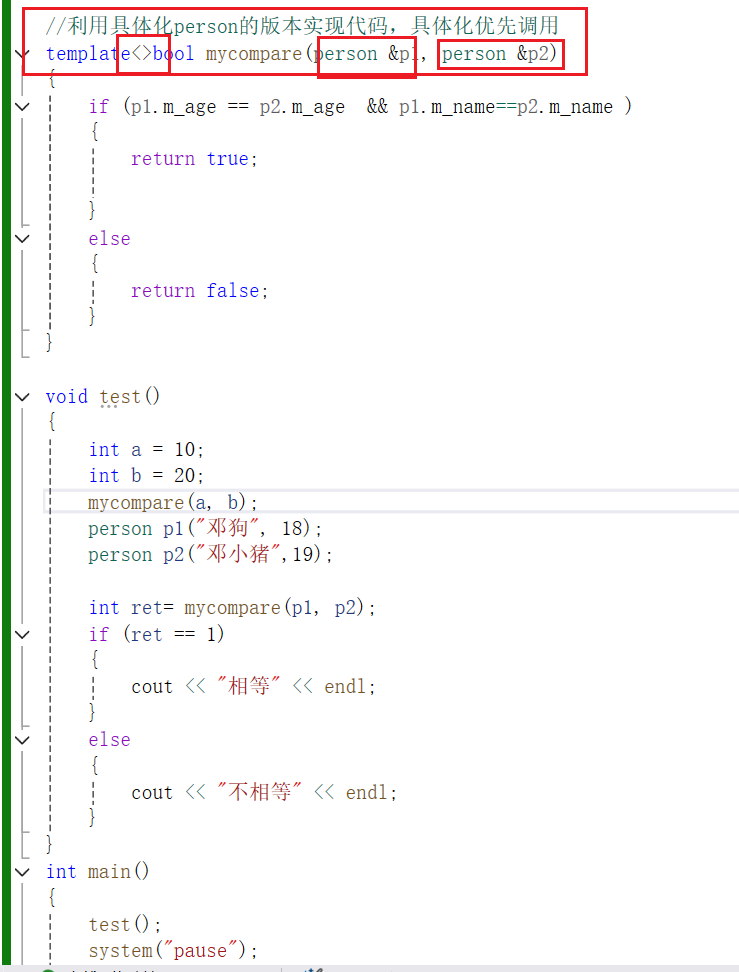 //利用具体化person的版本实现代码，具体化优先调用
template<>bool mycompare(person &p1, person &p2)
{
if (p1.m_age == p2.m_age  && p1.m_name==p2.m_name )
{
return true;
}
else
{
return false;
}
}
void test()
{
int a = 10;
int b = 20;
mycompare(a, b);
person p1("邓狗", 18);
person p2("邓小猪",19);
int ret= mycompare(p1, p2);
if (ret == 1)
{
cout << "相等" << endl;
}
else
{
cout << "不相等" << endl;
}
}
int main()
{
test();
system("pause");